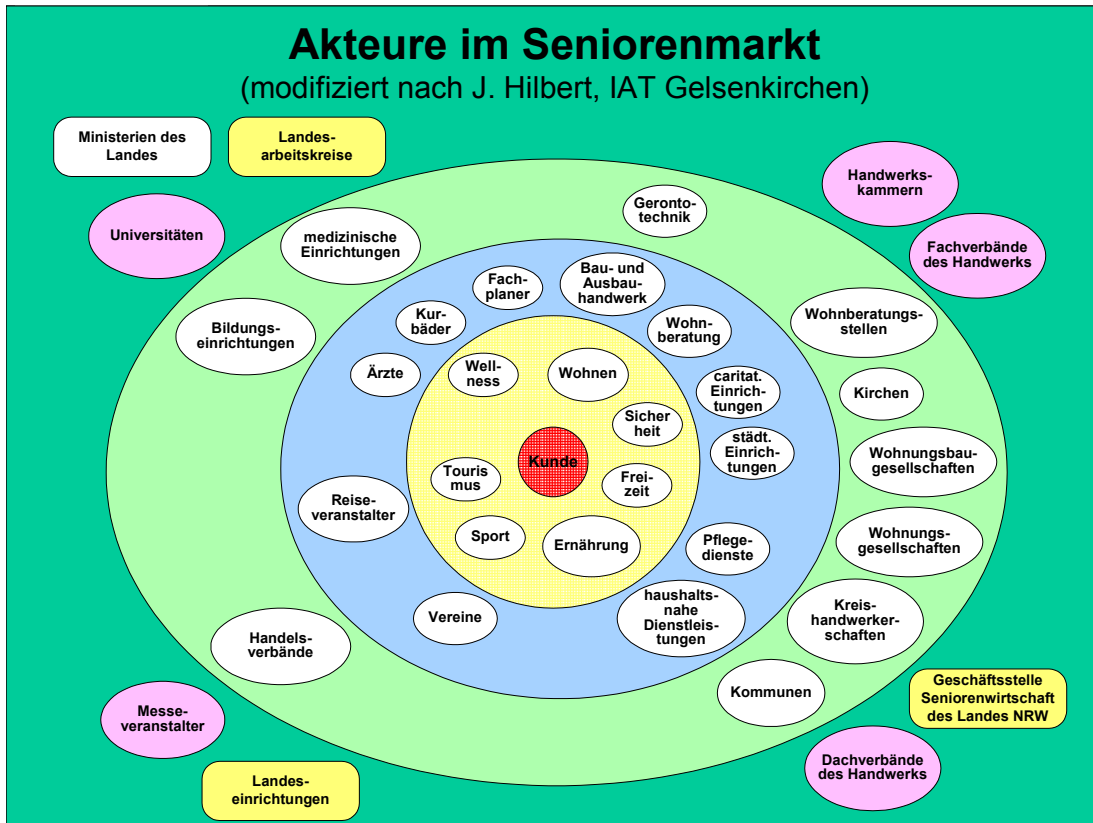 Akteure im Seniorenmarkt
(modifiziert nach J. Hilbert, IAT Gelsenkirchen)
Ministerien des
Landes
Landes-
arbeitskreise
Handwerks-
kammern
Universitäten
Fachverbände
des Handwerks
Geronto-
technik
medizinische
Einrichtungen
Bildungs-
einrichtungen
Fach-
planer
Bau- und
Ausbau-
handwerk
Kur-
bäder
Wohn-
beratung
Wohnberatungs-
stellen
Ärzte
Well-
ness
Wohnen
caritat.
Einrich-
tungen
Kirchen
Sicher
heit
städt.
Einrich-
tungen
Wohnungsbau-
gesellschaften
Kunde
Touris
mus
Frei-
zeit
Reise-
veranstalter
Sport
Ernährung
Pflege-
dienste
Wohnungs-
gesellschaften
Vereine
haushalts-
nahe
Dienstleis-
tungen
Kreis-
handwerker-
schaften
Handels-
verbände
Kommunen
Geschäftsstelle
Seniorenwirtschaft
des Landes NRW
Messe-
veranstalter
Dachverbände
des Handwerks
Landes-
einrichtungen